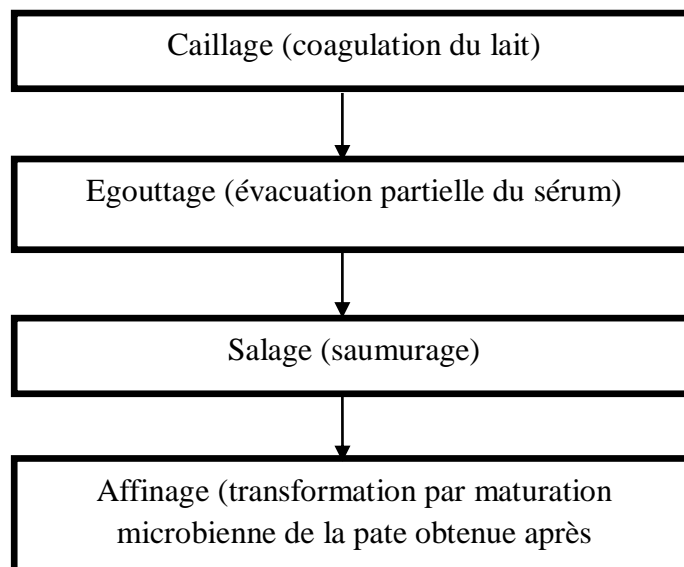 Caillage (coagulation du lait)
Egouttage (évacuation partielle du sérum)
Salage (saumurage)
Affinage (transformation par maturation
microbienne de la pate obtenue après